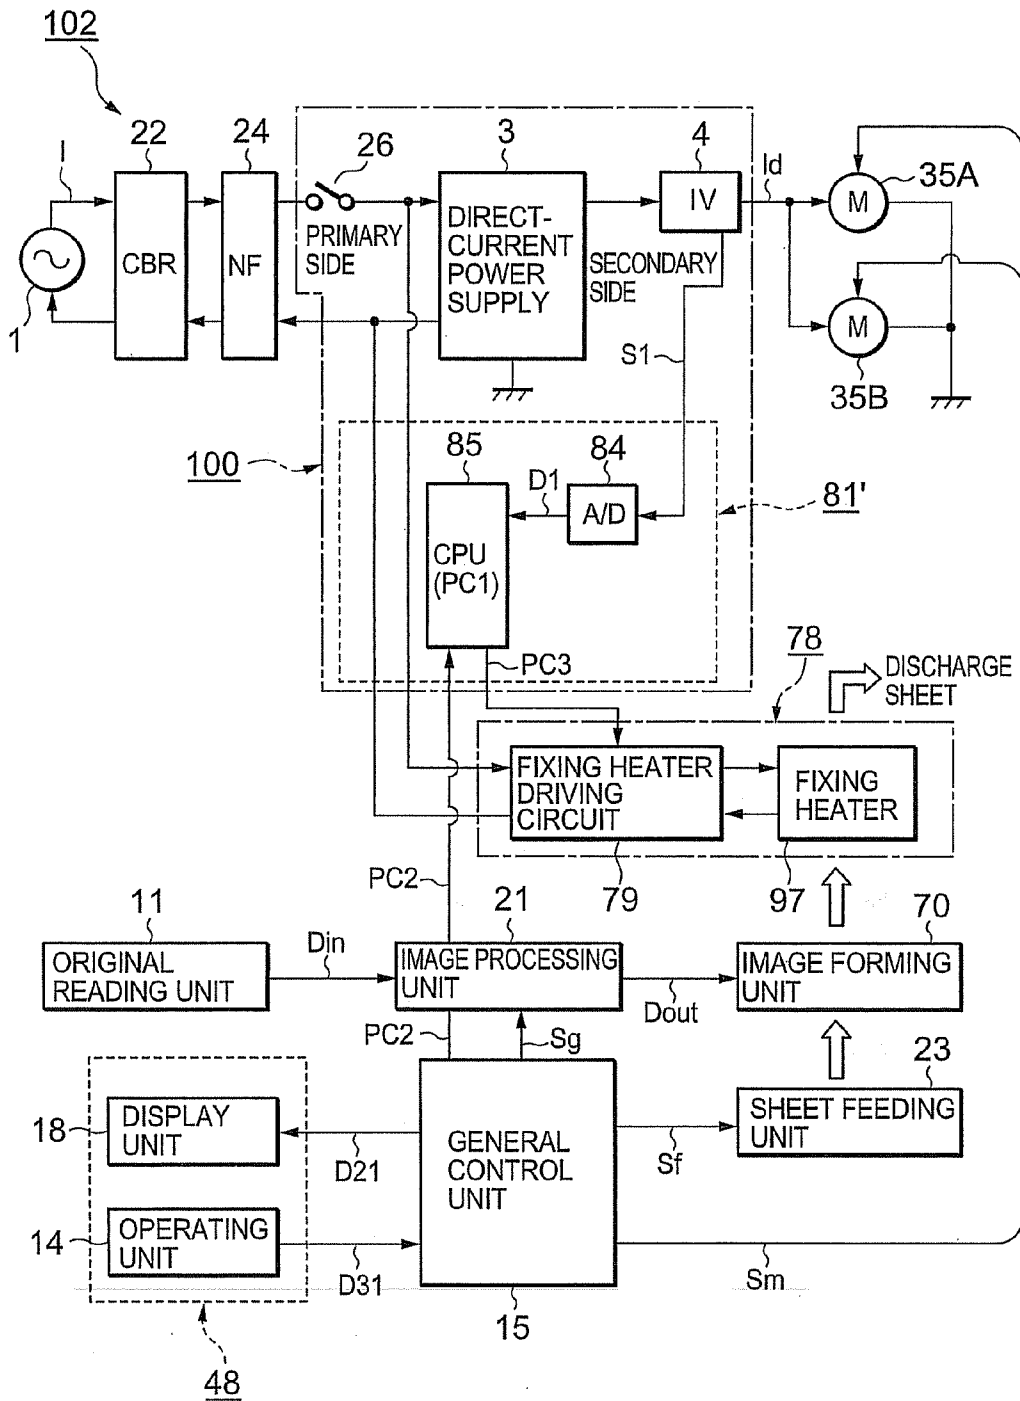 102
I
22
24
26
3
4
Id
35A
M
IV
DIRECT-
CURRENT
POWER
SUPPLY
CBR
NF
PRIMARY
SIDE
SECONDARY
SIDE
1
M
35B
S1
100
85
84
D1
A/D
81'
CPU
(PC1)
PC3
78
DISCHARGE
SHEET
FIXING HEATER
DRIVING
CIRCUIT
FIXING
HEATER
79
97
PC2
11
21
70
Din
ORIGINAL
READING UNIT
IMAGE PROCESSING
UNIT
IMAGE FORMING
UNIT
Dout
PC2
Sg
23
18
DISPLAY
UNIT
SHEET FEEDING
UNIT
GENERAL
CONTROL
UNIT
D21
Sf
14
OPERATING
UNIT
D31
Sm
15
48